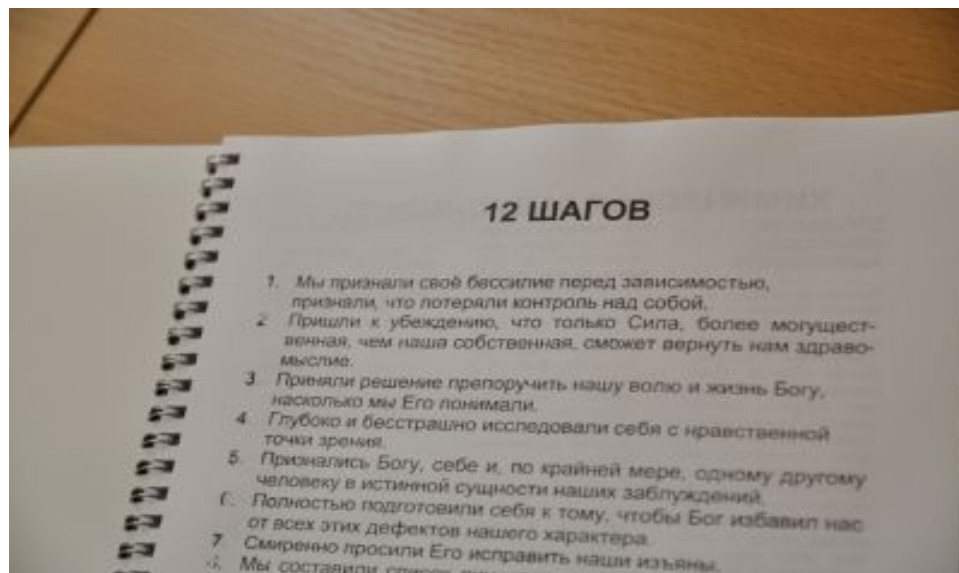 12 ШАГОВ
1. Мы признали своё бессилие перед зависимостью,
признали, что потеряли контроль над собой.
2. Пришли к убеждению, что только Сила, более могущест-
венная, чем наша собственная, сможет вернуть нам здраво-
мыслие.
3. Приняли решение препоручить нашу волю и жизнь Богу,
насколько мы Его понимали.
4. Глубоко и бесстрашно исследовали себя с нравственной
точки зрения.
5. Признались Богу, себе и, по крайней мере, одному другому
человеку в истинной сущности наших заблуждений.
6. Полностью подготовили себя к тому, чтобы Бог избавил нас
от всех этих дефектов нашего характера.
7. Смиренно просили Его исправить наши изъяны.
Мы составили список